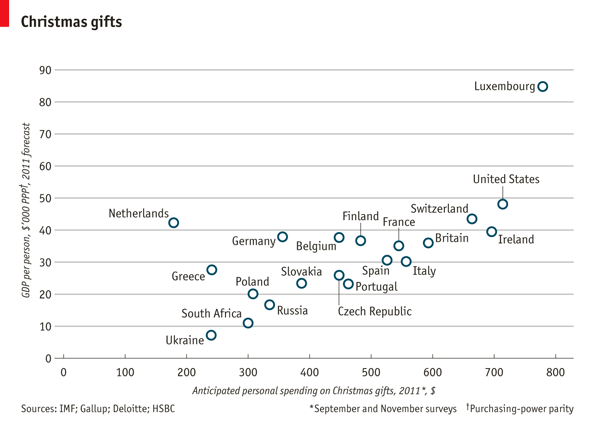 Christmas gifts
GDP per person, $'000 PPP†, 2011 forecast
90
80
70
60
50
40
30
20
10
0
Luxembourg
United States
Netherlands
Switzerland
Finland
France
Germany
Belgium
Britain
Ireland
Greece
Slovakia
Spain
Italy
Poland
Portugal
South Africa
Russia
Czech Republic
Ukraine
0 100 200 300 400 500 600 700 800
Anticipated personal spending on Christmas gifts, 2011*, $
Sources: IMF; Gallup; Deloitte; HSBC
*September and November surveys †Purchasing-power parity